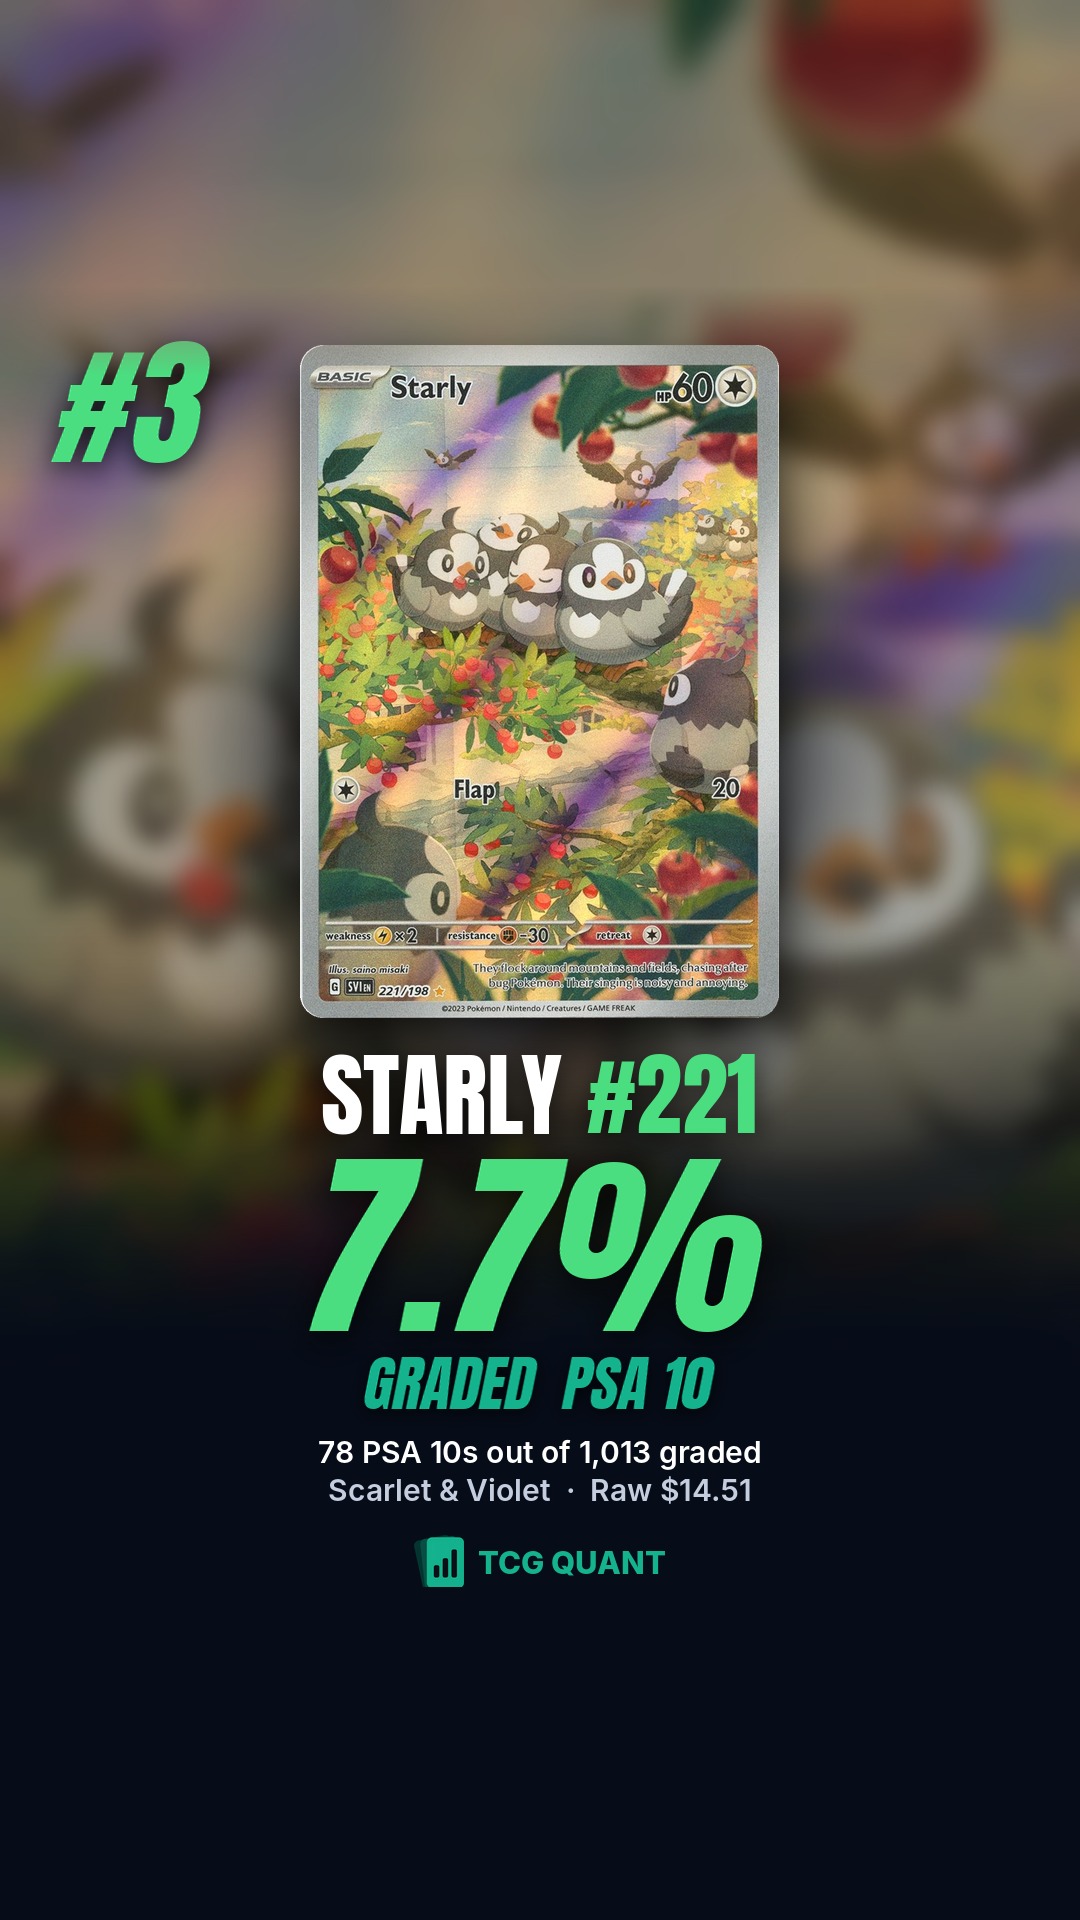 #3
BASIC Starly HP60
Flap 20
weakness ×2 resistance -30 retreat
Illus. saino misaki
They flock around mountains and fields, chasing after
bug Pokémon. Their singing is noisy and annoying.
G SVI EN 221/198
©2023 Pokémon / Nintendo / Creatures / GAME FREAK
STARLY #221
7.7%
GRADED PSA 10
78 PSA 10s out of 1,013 graded
Scarlet & Violet · Raw $14.51
TCG QUANT